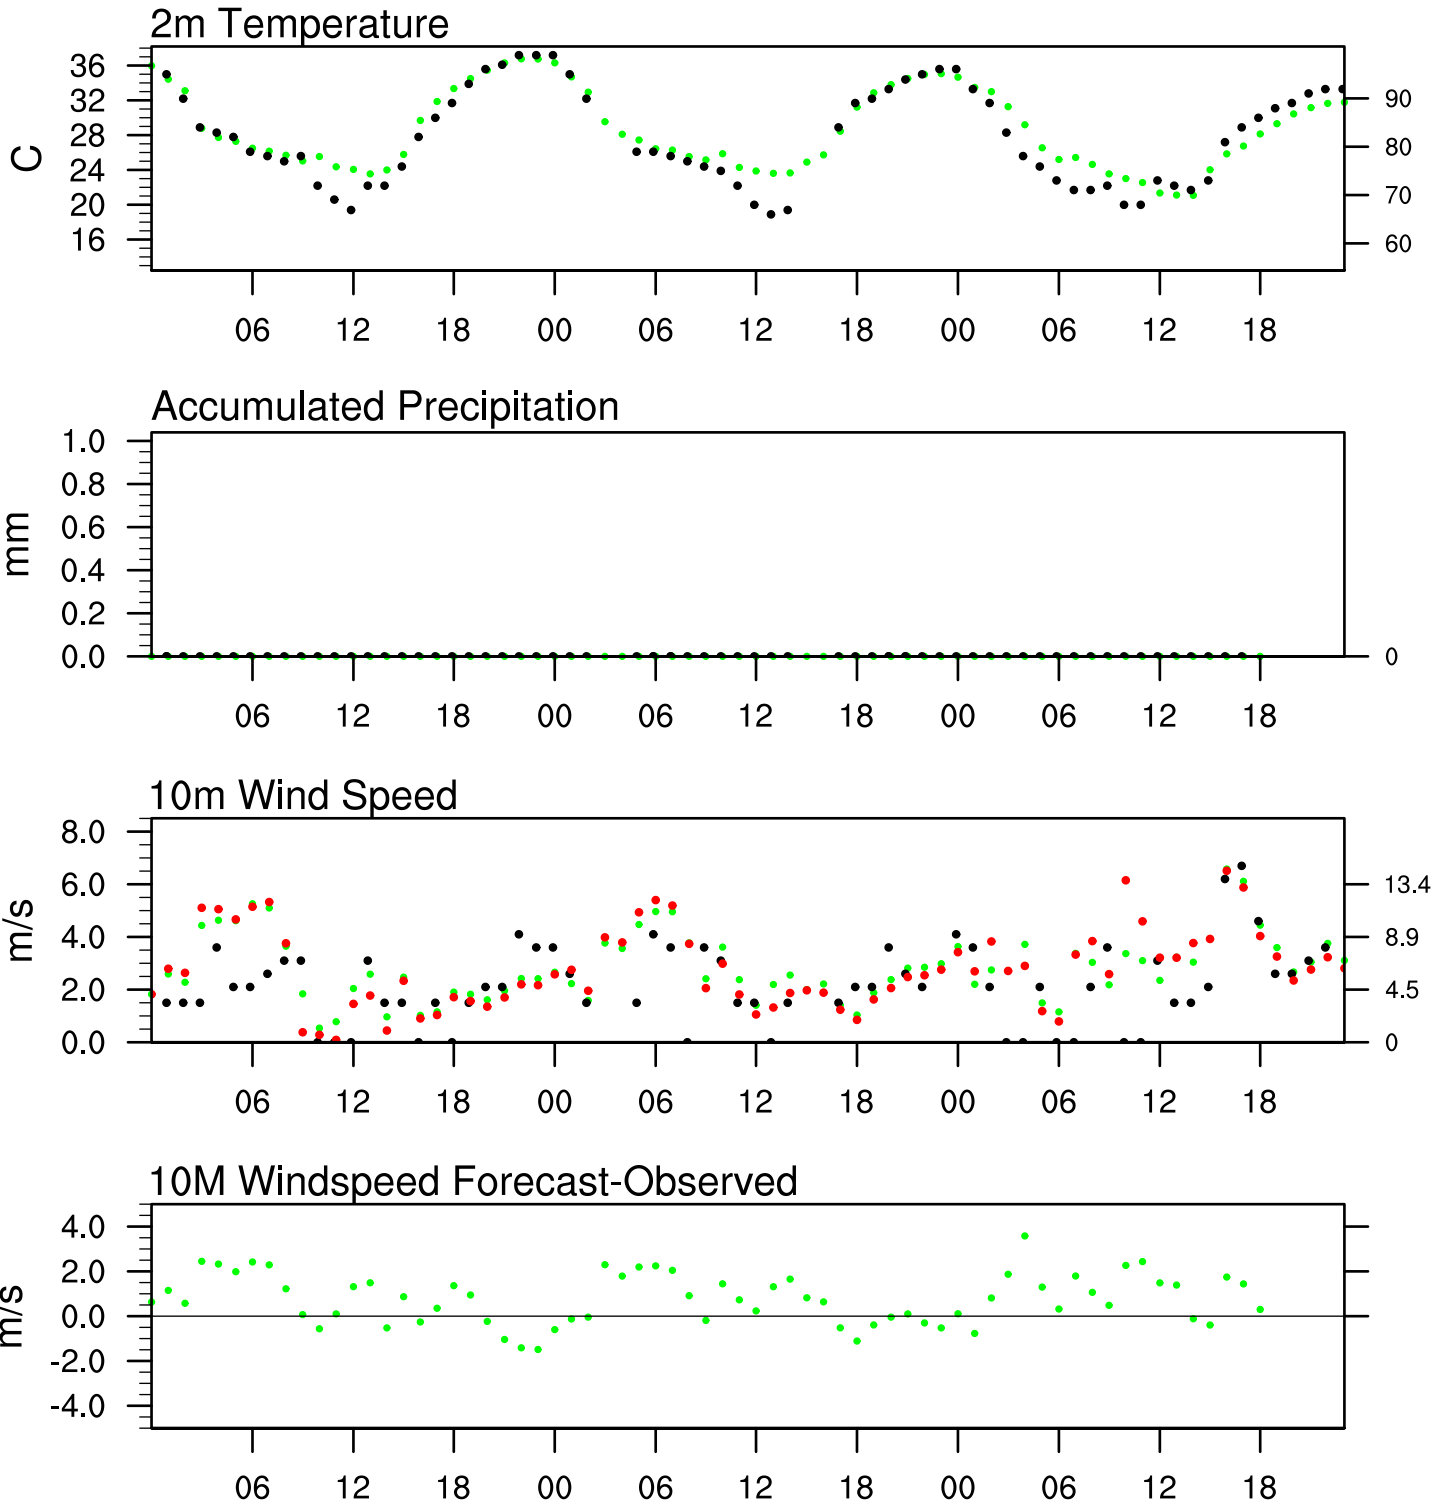 2m Temperature
36
32
28
24
20
16
C
90
80
70
60
06 12 18 00 06 12 18 00 06 12 18
Accumulated Precipitation
1.0
0.8
0.6
0.4
0.2
0.0
mm
0
06 12 18 00 06 12 18 00 06 12 18
10m Wind Speed
8.0
6.0
4.0
2.0
0.0
m/s
13.4
8.9
4.5
0
06 12 18 00 06 12 18 00 06 12 18
10M Windspeed Forecast-Observed
4.0
2.0
0.0
-2.0
-4.0
m/s
06 12 18 00 06 12 18 00 06 12 18